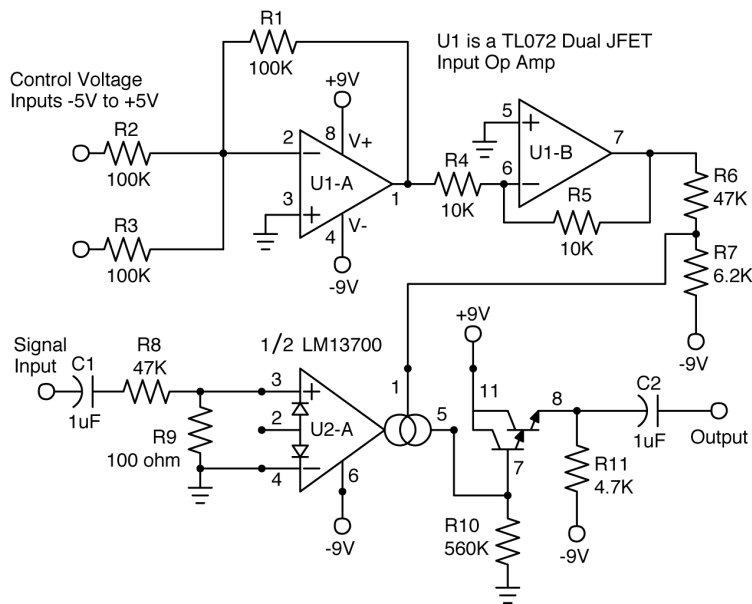 R1
100K
U1 is a TL072 Dual JFET
Input Op Amp
Control Voltage
Inputs -5V to +5V
+9V
R2
100K
2
8
V+
U1-A
3
1
V-
4
-9V
R3
100K
R4
10K
5
U1-B
7
6
R5
10K
R6
47K
R7
6.2K
-9V
Signal
Input
C1
1uF
R8
47K
R9
100 ohm
1/2 LM13700
3
2
U2-A
4
6
-9V
1
5
+9V
11
8
7
R10
560K
R11
4.7K
-9V
C2
1uF
Output